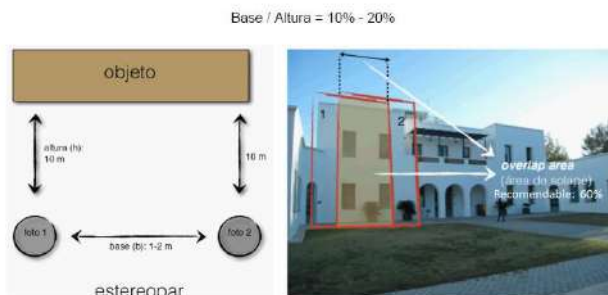 Base / Altura = 10% - 20%
objeto
altura (h):
10 m
10 m
foto 1
foto 2
base (b): 1-2 m
estereopar
1
2
overlap area
(área de solape)
Recomendable: 60%